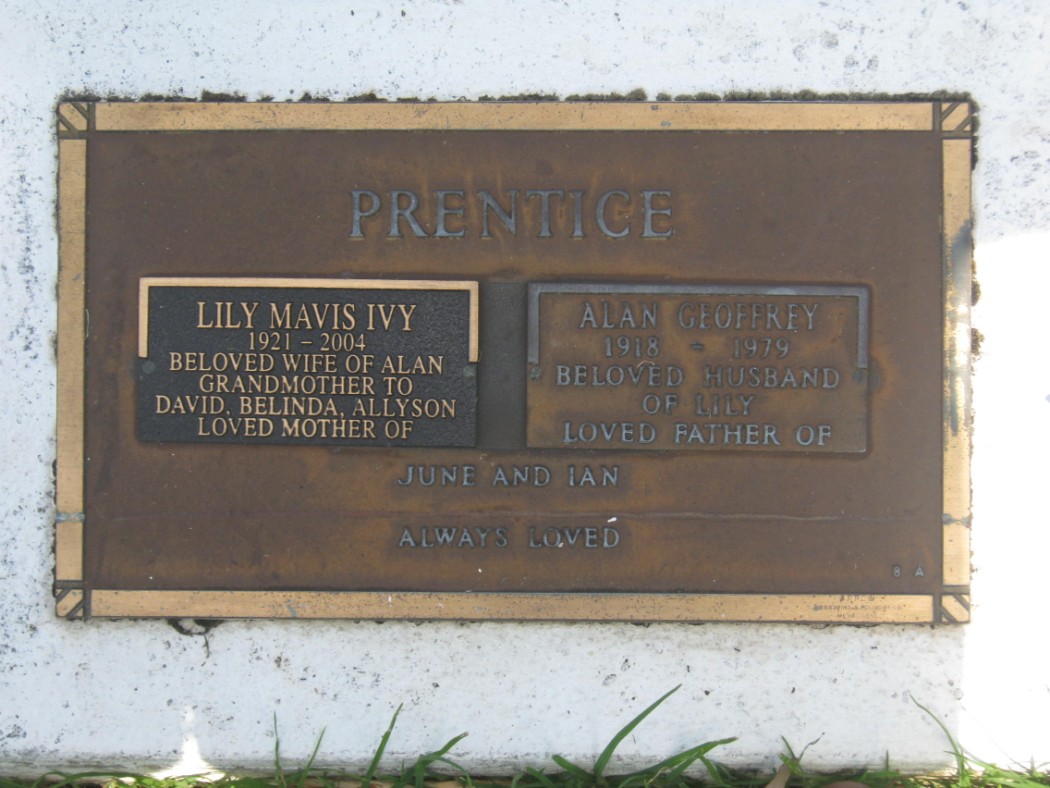 PRENTICE
LILY MAVIS IVY
1921 – 2004
BELOVED WIFE OF ALAN
GRANDMOTHER TO
DAVID, BELINDA, ALLYSON
LOVED MOTHER OF
ALAN GEOFFREY
1918 – 1979
BELOVED HUSBAND
OF LILY
LOVED FATHER OF
JUNE AND IAN
ALWAYS LOVED
8 A